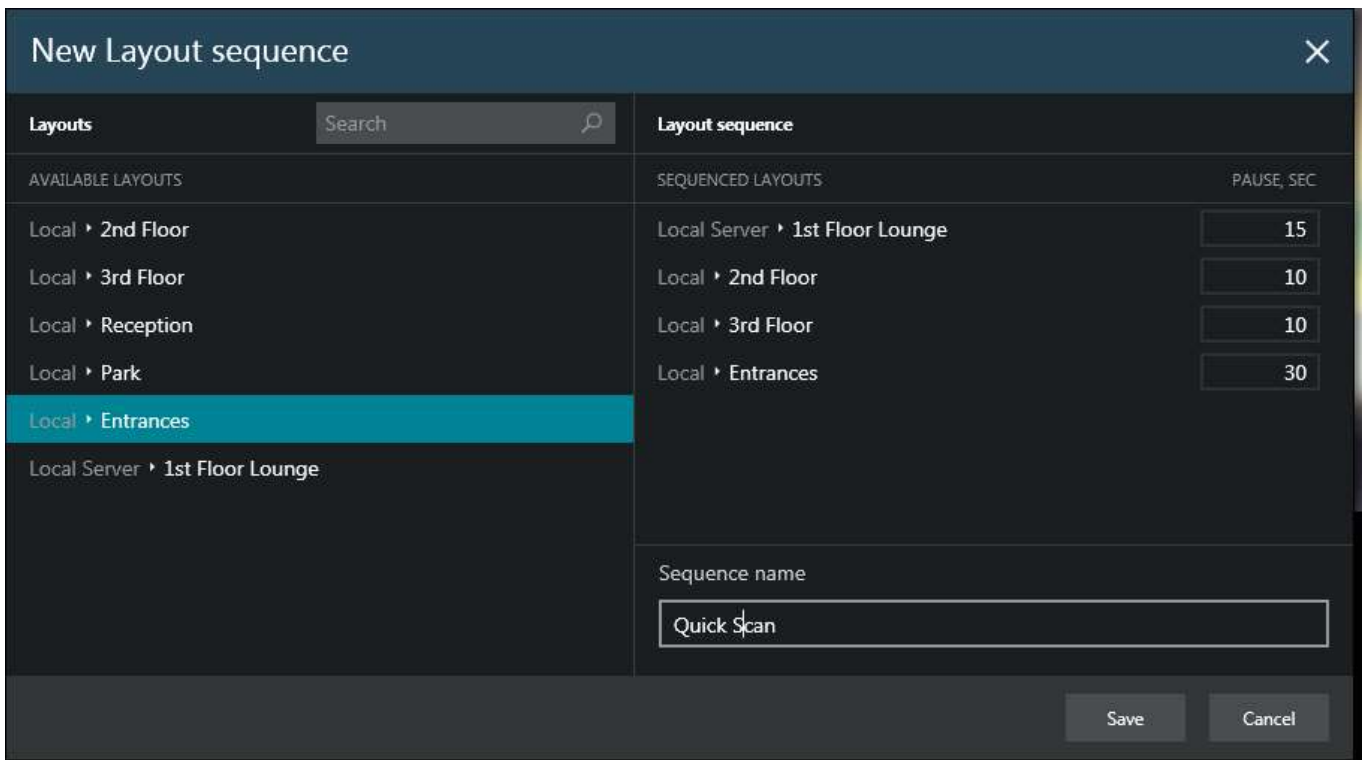 New Layout sequence
Layouts
Search
AVAILABLE LAYOUTS
Local ‣ 2nd Floor
Local ‣ 3rd Floor
Local ‣ Reception
Local ‣ Park
Local ‣ Entrances
Local Server ‣ 1st Floor Lounge
Layout sequence
SEQUENCED LAYOUTS PAUSE, SEC
Local Server ‣ 1st Floor Lounge 15
Local ‣ 2nd Floor 10
Local ‣ 3rd Floor 10
Local ‣ Entrances 30
Sequence name
Quick Scan
Save Cancel